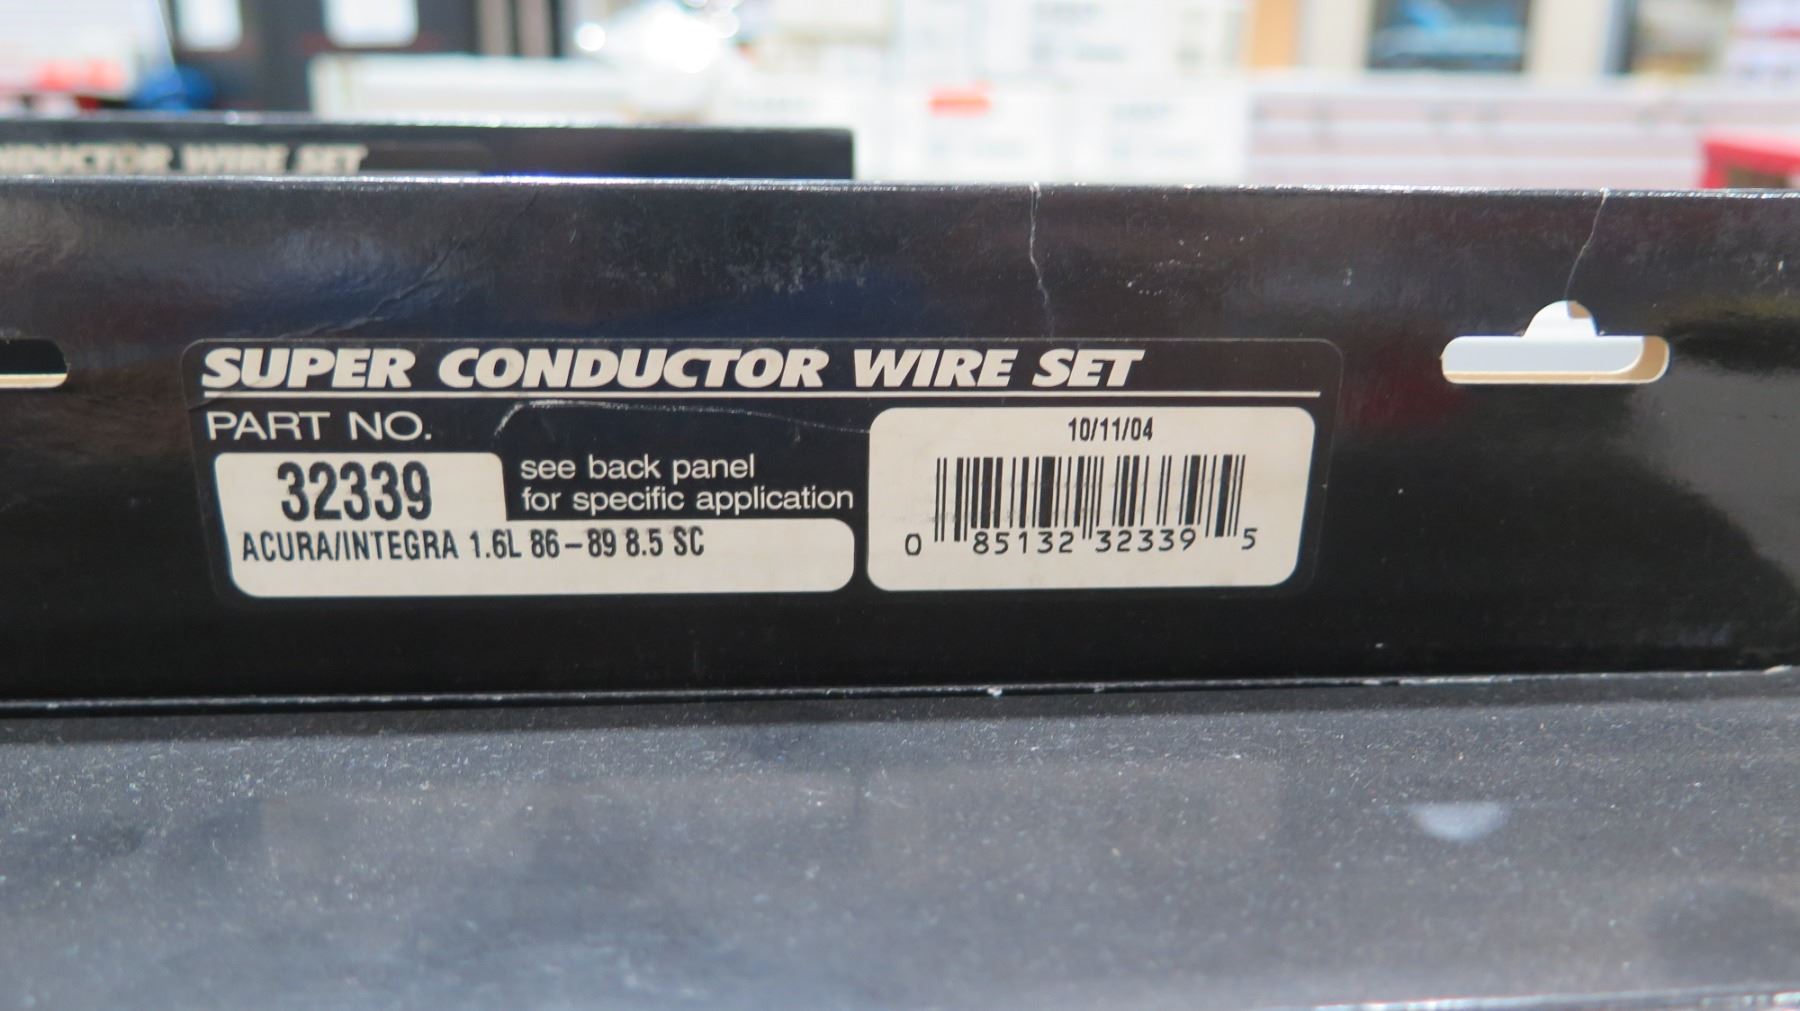 NDUCTOR WIRE SET
SUPER CONDUCTOR WIRE SET
PART NO.
32339
see back panel
for specific application
ACURA/INTEGRA 1.6L 86-89 8.5 SC
10/11/04
0 85132 32339 5